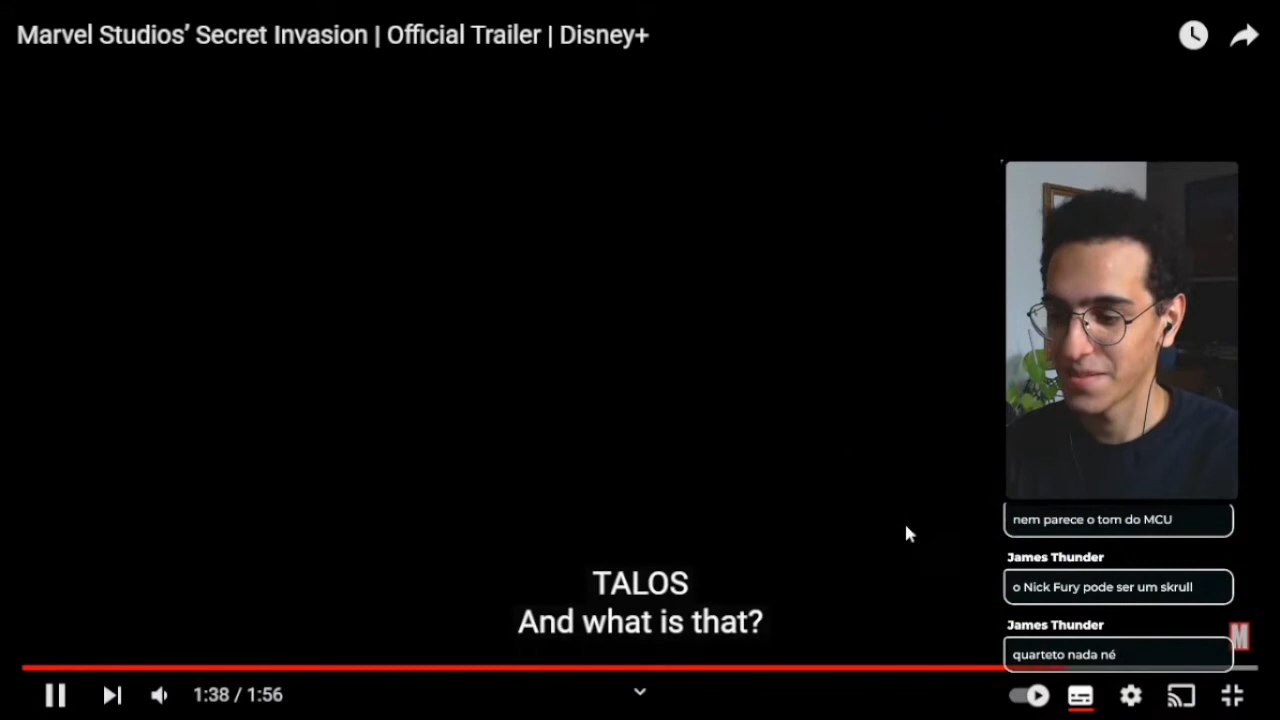 Marvel Studios’ Secret Invasion | Official Trailer | Disney+
nem parece o tom do MCU
James Thunder
o Nick Fury pode ser um skrull
James Thunder
quarteto nada né
TALOS
And what is that?
M
1:38 / 1:56